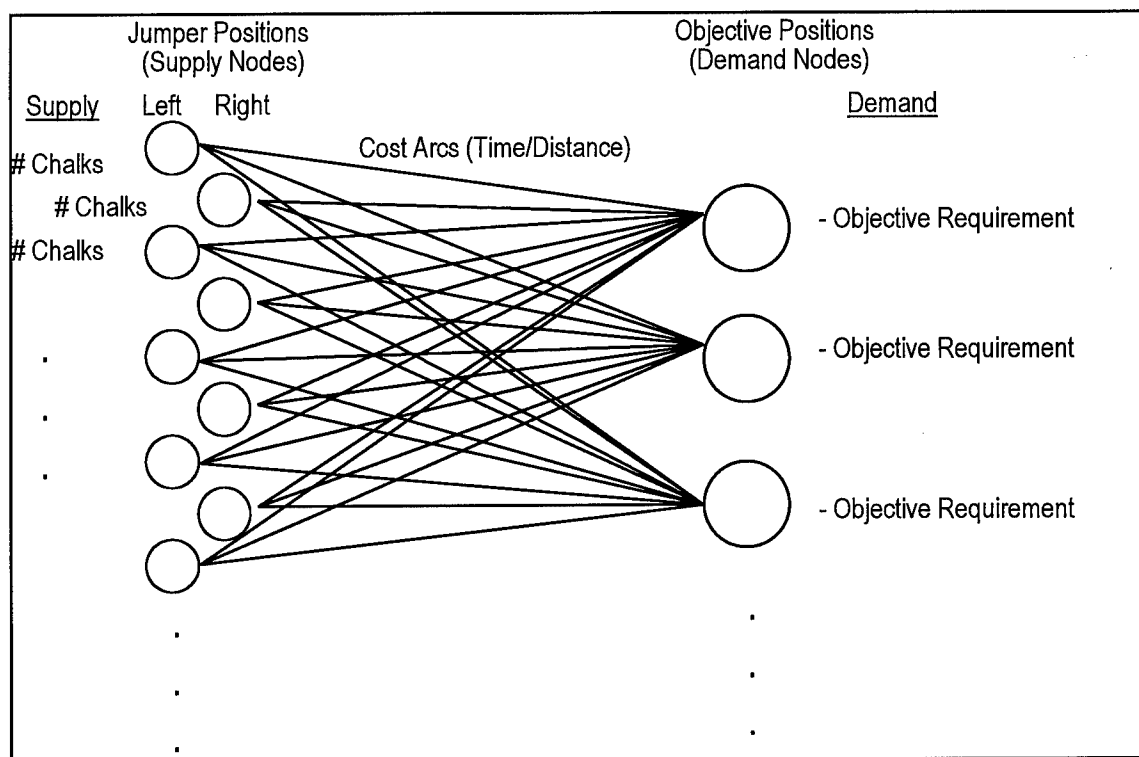 Jumper Positions
(Supply Nodes)
Objective Positions
(Demand Nodes)
Supply
Left
Right
Demand
# Chalks
Cost Arcs (Time/Distance)
# Chalks
# Chalks
- Objective Requirement
- Objective Requirement
- Objective Requirement